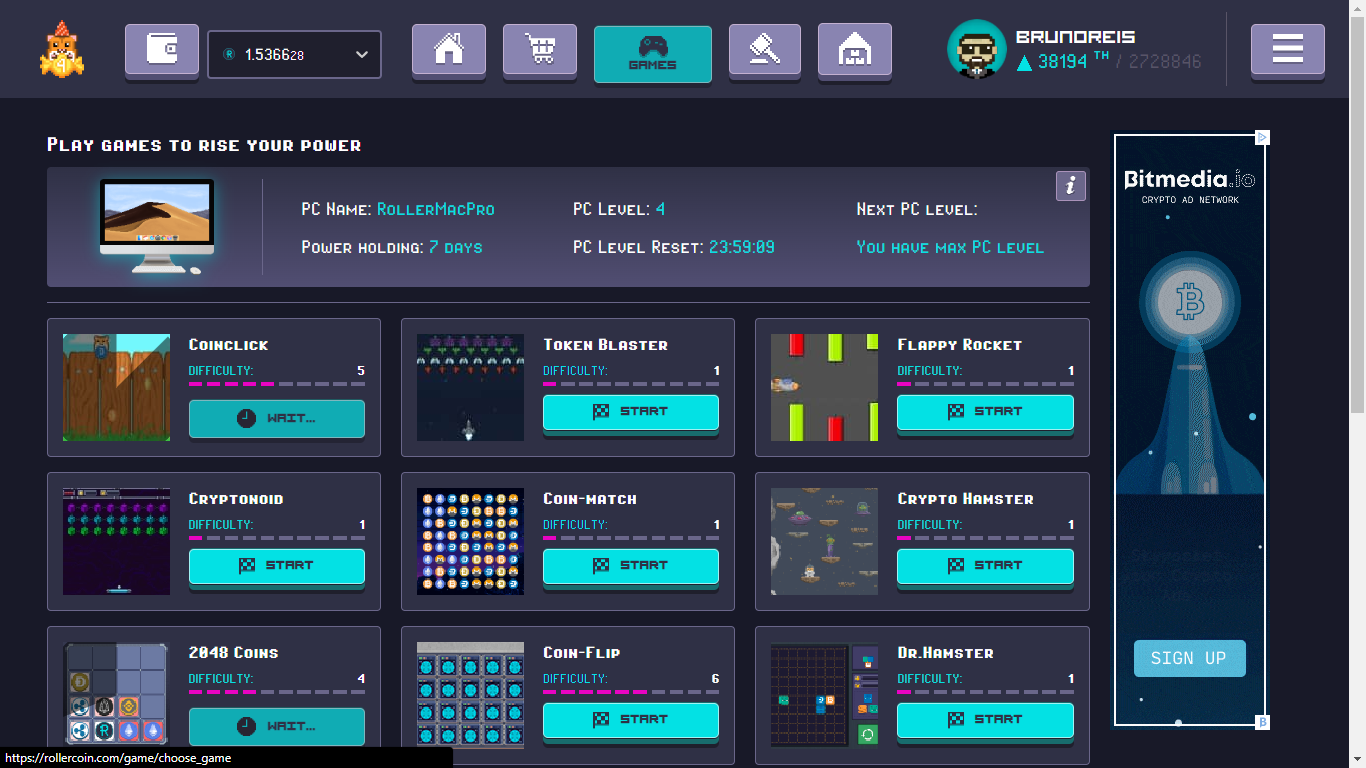 1.536628
GAMES
BRUNOREIS
38194 TH / 2728846
Play games to rise your power
PC Name: RollerMacPro
PC Level: 4
Next PC level:
Power holding: 7 days
PC Level Reset: 23:59:09
You have max PC level
i
Coinclick
DIFFICULTY: 5
WAIT...
Token Blaster
DIFFICULTY: 1
START
Flappy Rocket
DIFFICULTY: 1
START
Cryptonoid
DIFFICULTY: 1
START
Coin-match
DIFFICULTY: 1
START
Crypto Hamster
DIFFICULTY: 1
START
2048 Coins
DIFFICULTY: 4
WAIT...
Coin-Flip
DIFFICULTY: 6
START
Dr.Hamster
DIFFICULTY: 1
START
Bitmedia.io
CRYPTO AD NETWORK
SIGN UP
https://rollercoin.com/game/choose_game